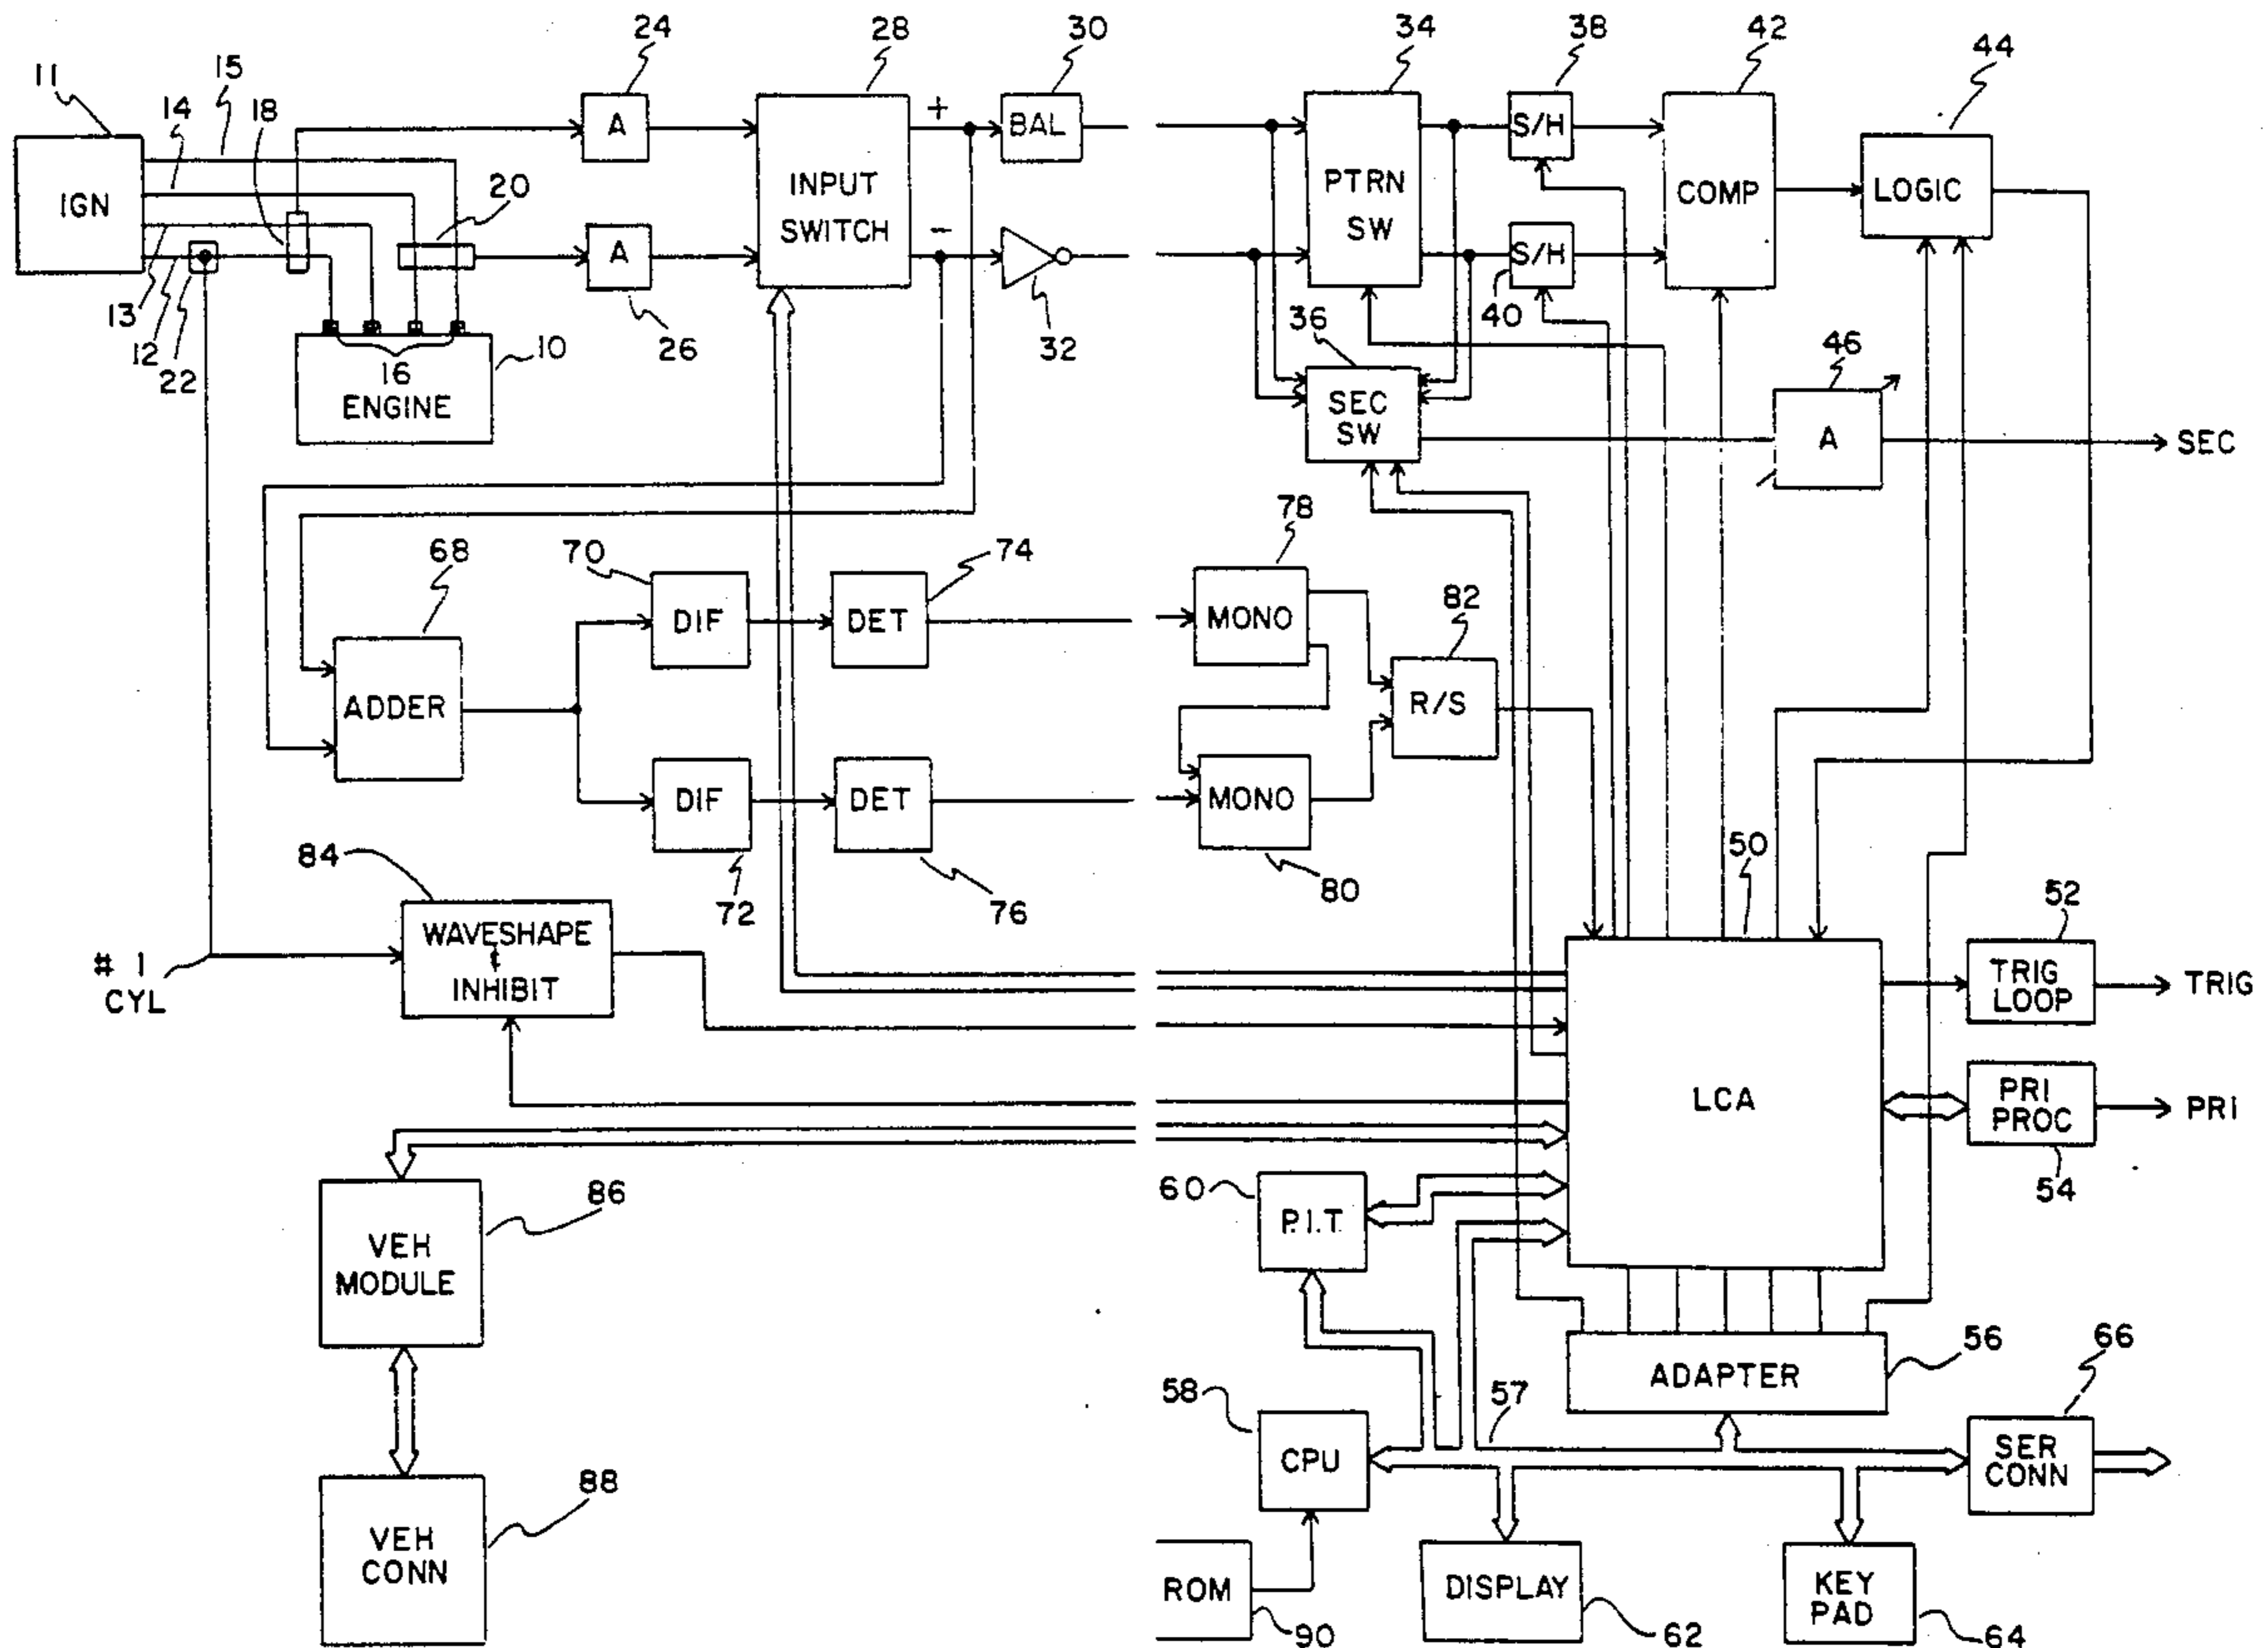 24
28
30
34
38
42
44
11
15
14
18
A
+
BAL
S/H
IGN
20
INPUT
SWITCH
PTRN
SW
COMP
LOGIC
A
-
S/H
40
13
12
22
16
ENGINE
10
26
32
36
SEC
SW
46
A
SEC
68
70
74
78
DIF
DET
MONO
82
ADDER
R/S
DIF
DET
MONO
84
72
76
80
50
52
WAVESHAPE
&
INHIBIT
# 1
CYL
TRIG
LOOP
TRIG
LCA
PRI
PROC
PRI
54
86
60
P.I.T.
VEH
MODULE
ADAPTER
56
66
58
57
CPU
SER
CONN
88
VEH
CONN
ROM
90
DISPLAY
62
KEY
PAD
64